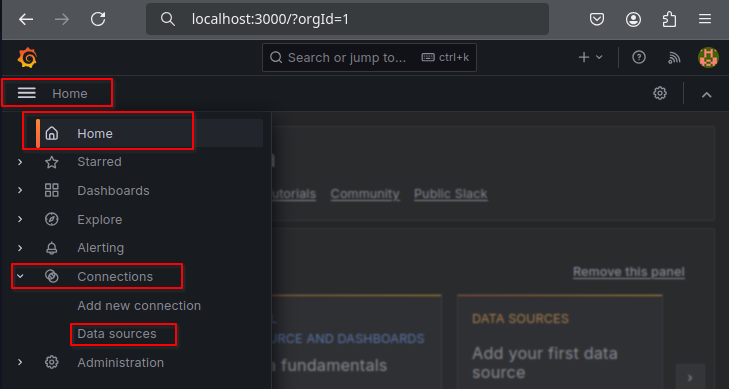 localhost:3000/?orgId=1
Search or jump to... ctrl+k
Home
Home
Starred
Dashboards
Explore
Alerting
Connections
Add new connection
Data sources
Administration
Community Public Slack
Remove this panel
AND DASHBOARDS
fundamentals
DATA SOURCES
Add your first data
source